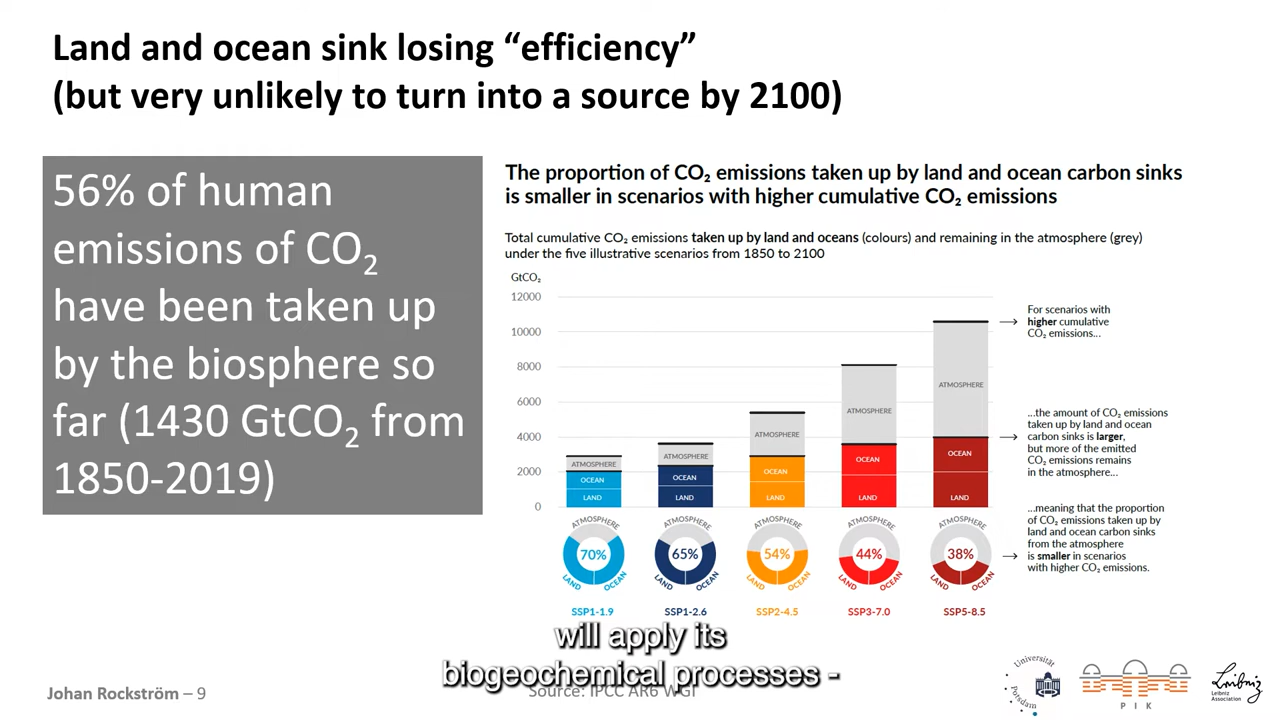 Land and ocean sink losing “efficiency”
(but very unlikely to turn into a source by 2100)
56% of human
emissions of CO₂
have been taken up
by the biosphere so
far (1430 GtCO₂ from
1850-2019)
The proportion of CO₂ emissions taken up by land and ocean carbon sinks
is smaller in scenarios with higher cumulative CO₂ emissions
Total cumulative CO₂ emissions taken up by land and oceans (colours) and remaining in the atmosphere (grey)
under the five illustrative scenarios from 1850 to 2100
GtCO₂
12000
10000
8000
6000
4000
2000
0
ATMOSPHERE
OCEAN
LAND
ATMOSPHERE
OCEAN
LAND
ATMOSPHERE
OCEAN
LAND
ATMOSPHERE
OCEAN
LAND
ATMOSPHERE
OCEAN
LAND
For scenarios with
higher cumulative
CO₂ emissions...
...the amount of CO₂ emissions
taken up by land and ocean
carbon sinks is larger,
but more of the emitted
CO₂ emissions remains
in the atmosphere...
...meaning that the proportion
of CO₂ emissions taken up by
land and ocean carbon sinks
from the atmosphere
is smaller in scenarios
with higher CO₂ emissions.
ATMOSPHERE
70%
LAND OCEAN
SSP1-1.9
ATMOSPHERE
65%
LAND OCEAN
SSP1-2.6
ATMOSPHERE
54%
LAND OCEAN
SSP2-4.5
ATMOSPHERE
44%
LAND OCEAN
SSP3-7.0
ATMOSPHERE
38%
LAND OCEAN
SSP5-8.5
will apply its
biogeochemical processes -
Johan Rockström – 9
Source: IPCC AR6 WGI
Universität
Potsdam
P I K
Leibniz
Leibniz
Association